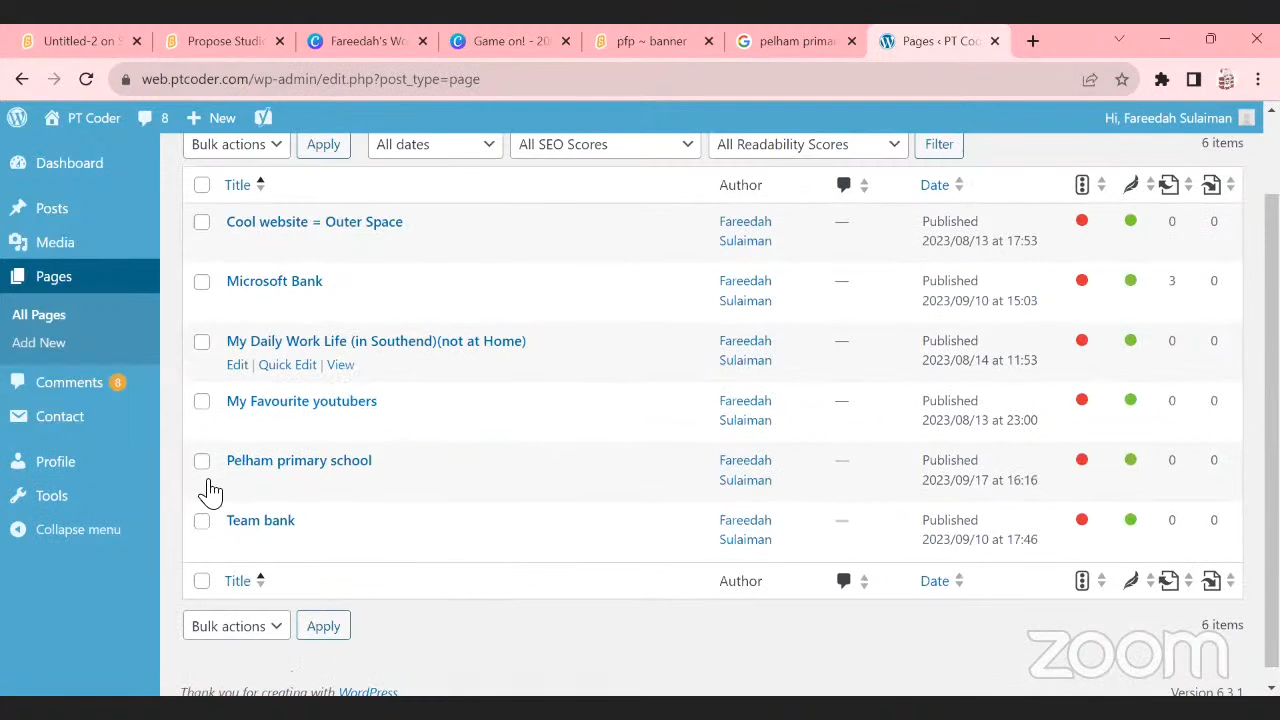 Untitled-2 on S
Propose Studi
Fareedah's Wo
Game on! - 20
pfp ~ banner
pelham prima
Pages ‹ PT Coo
web.ptcoder.com/wp-admin/edit.php?post_type=page
PT Coder
8
New
Hi, Fareedah Sulaiman
Dashboard
Posts
Media
Pages
All Pages
Add New
Comments 8
Contact
Profile
Tools
Collapse menu
Bulk actions
Apply
All dates
All SEO Scores
All Readability Scores
Filter
6 items
Title
Author
Date
Cool website = Outer Space
Fareedah
Sulaiman
—
Published
2023/08/13 at 17:53
0
0
Microsoft Bank
Fareedah
Sulaiman
—
Published
2023/09/10 at 15:03
3
0
My Daily Work Life (in Southend)(not at Home)
Edit | Quick Edit | View
Fareedah
Sulaiman
—
Published
2023/08/14 at 11:53
0
0
My Favourite youtubers
Fareedah
Sulaiman
—
Published
2023/08/13 at 23:00
0
0
Pelham primary school
Fareedah
Sulaiman
—
Published
2023/09/17 at 16:16
0
0
Team bank
Fareedah
Sulaiman
—
Published
2023/09/10 at 17:46
0
0
Title
Author
Date
Bulk actions
Apply
6 items
zoom
Thank you for creating with WordPress
Version 6.3.1